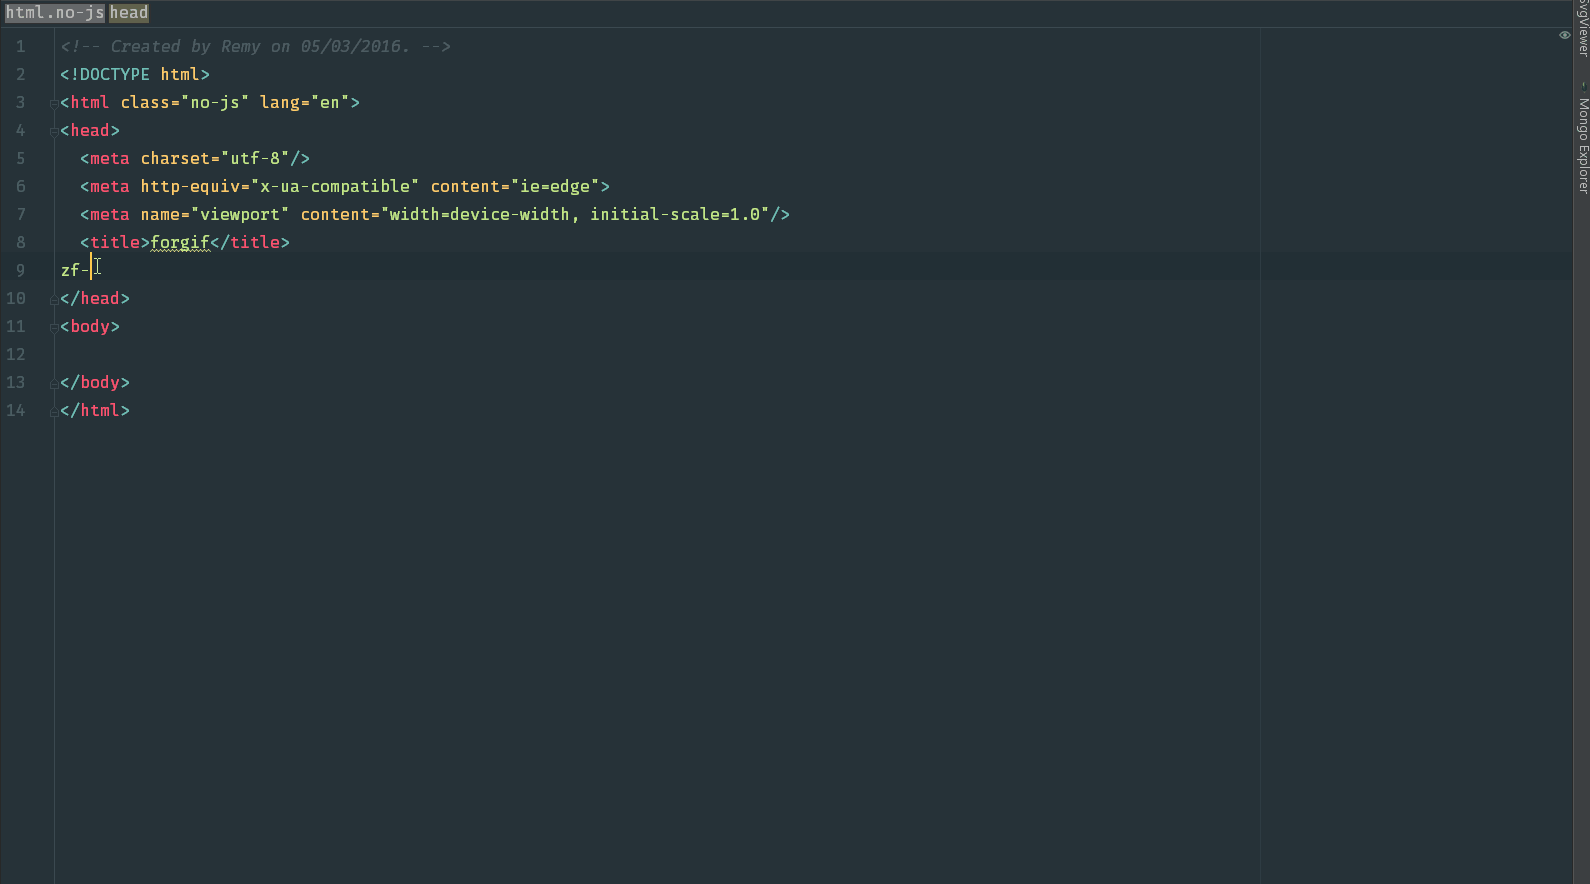 html.no-js head
1 <!-- Created by Remy on 05/03/2016. -->
2 <!DOCTYPE html>
3 <html class="no-js" lang="en">
4 <head>
5 <meta charset="utf-8"/>
6 <meta http-equiv="x-ua-compatible" content="ie=edge">
7 <meta name="viewport" content="width=device-width, initial-scale=1.0"/>
8 <title>forgif</title>
9 zf-
10 </head>
11 <body>
12
13 </body>
14 </html>
SvgViewer
Mongo Explorer